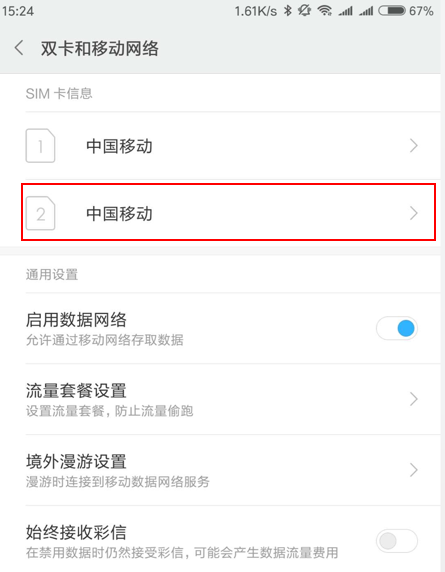 15:24 1.61K/s 67%
双卡和移动网络
SIM 卡信息
1 中国移动
2 中国移动
通用设置
启用数据网络
允许通过移动网络存取数据
流量套餐设置
设置流量套餐，防止流量偷跑
境外漫游设置
漫游时连接到移动数据网络服务
始终接收彩信
在禁用数据时仍然接受彩信，可能会产生数据流量费用